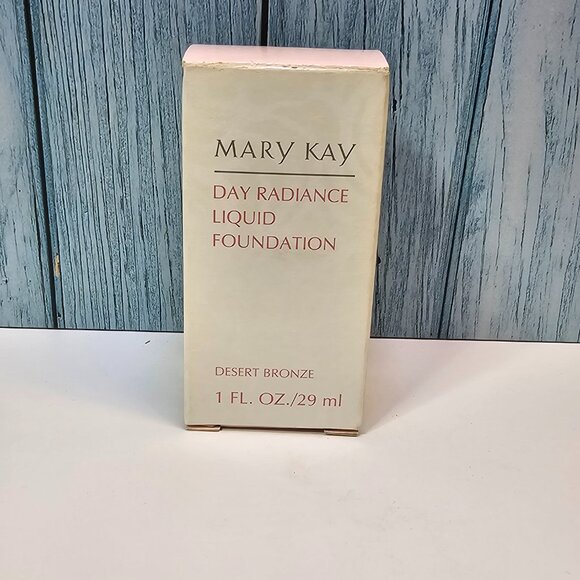 MARY KAY
DAY RADIANCE
LIQUID
FOUNDATION
DESERT BRONZE
1 FL. OZ./29 ml